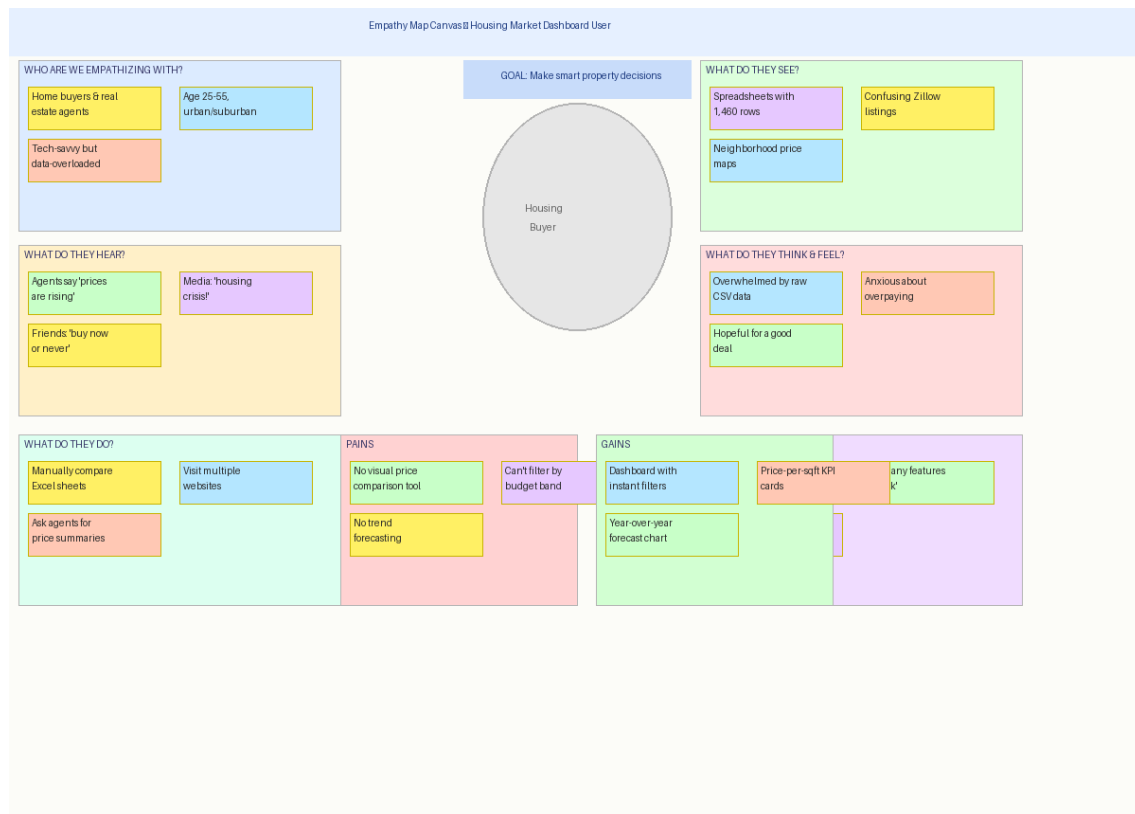 Empathy Map Canvas▯ Housing Market Dashboard User
WHO ARE WE EMPATHIZING WITH?
Home buyers & real
estate agents
Age 25-55,
urban/suburban
Tech-savvy but
data-overloaded
GOAL: Make smart property decisions
Housing
Buyer
WHAT DO THEY SEE?
Spreadsheets with
1,460 rows
Confusing Zillow
listings
Neighborhood price
maps
WHAT DO THEY HEAR?
Agents say 'prices
are rising'
Media: 'housing
crisis!'
Friends: 'buy now
or never'
WHAT DO THEY THINK & FEEL?
Overwhelmed by raw
CSV data
Anxious about
overpaying
Hopeful for a good
deal
WHAT DO THEY DO?
Manually compare
Excel sheets
Visit multiple
websites
Ask agents for
price summaries
PAINS
No visual price
comparison tool
Can't filter by
budget band
No trend
forecasting
GAINS
Dashboard with
instant filters
Price-per-sqft KPI
cards
Year-over-year
forecast chart
any features
k'